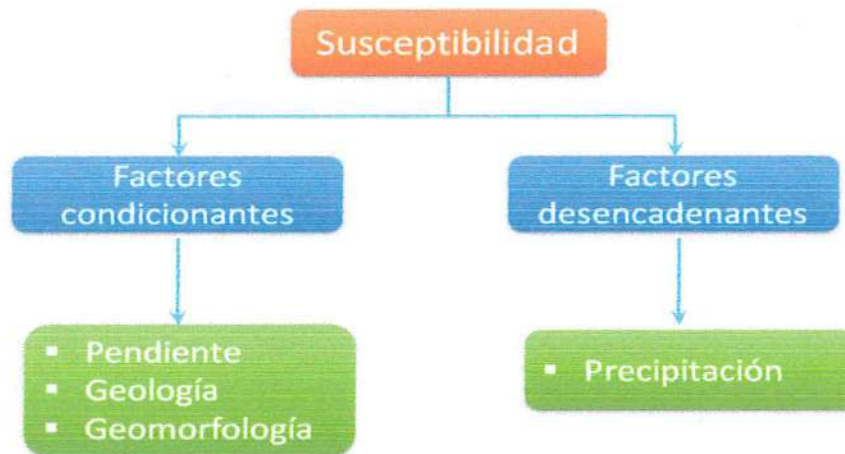 Susceptibilidad
Factores
condicionantes
Factores
desencadenantes
▪ Pendiente
▪ Geología
▪ Geomorfología
▪ Precipitación